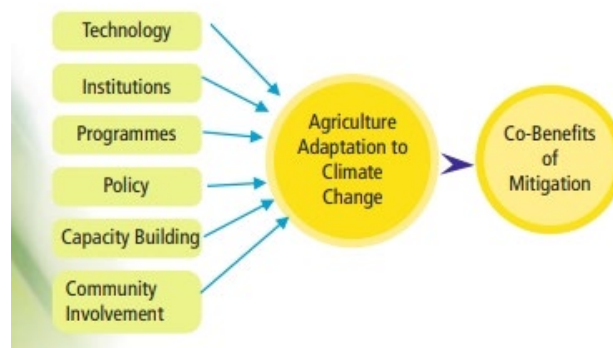 Technology
Institutions
Programmes
Policy
Capacity Building
Community
Involvement
Agriculture
Adaptation to
Climate
Change
Co-Benefits
of
Mitigation